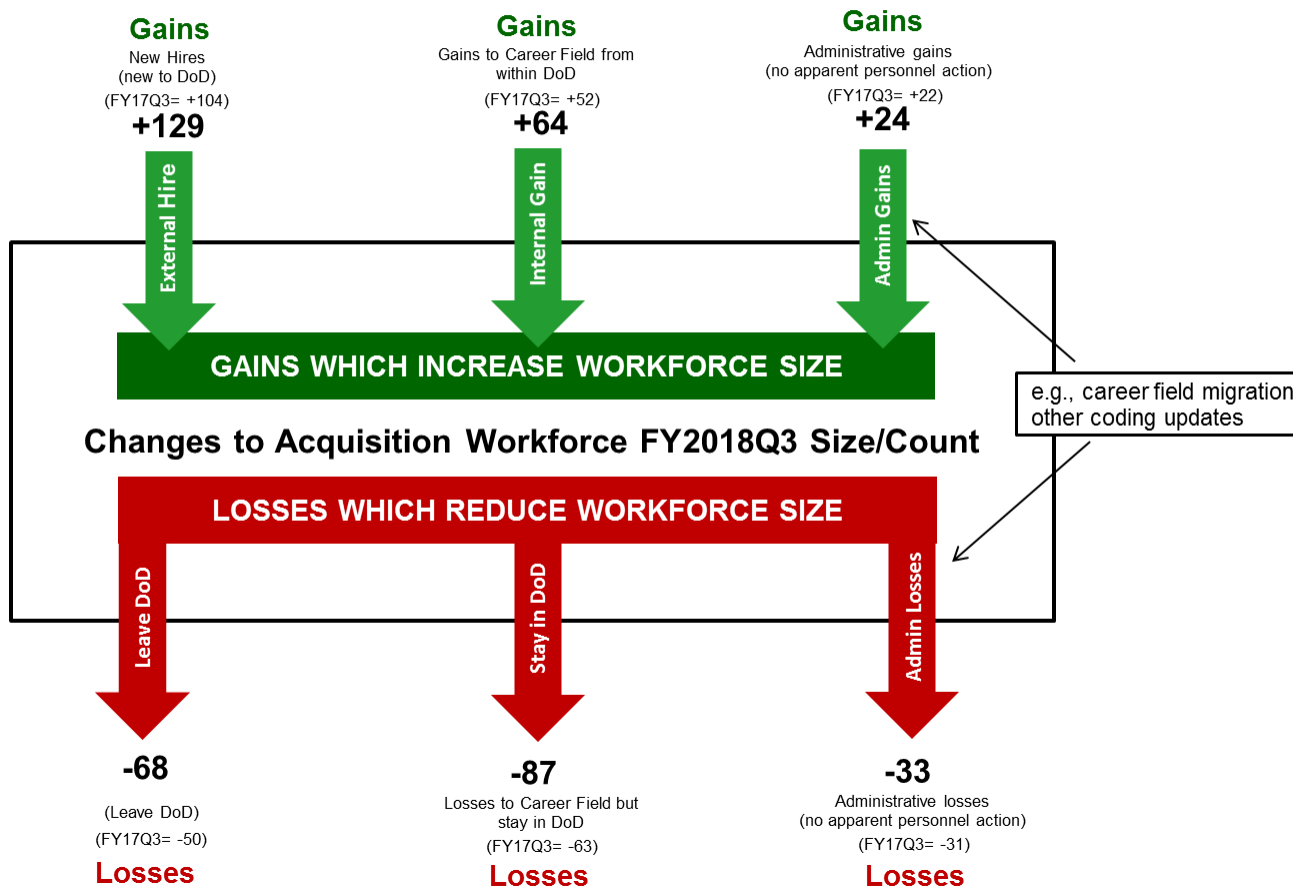 Gains
New Hires
(new to DoD)
(FY17Q3= +104)
+129
External Hire
Gains
Gains to Career Field from
within DoD
(FY17Q3= +52)
+64
Internal Gain
Gains
Administrative gains
(no apparent personnel action)
(FY17Q3= +22)
+24
Admin Gains
GAINS WHICH INCREASE WORKFORCE SIZE
e.g., career field migration
other coding updates
Changes to Acquisition Workforce FY2018Q3 Size/Count
LOSSES WHICH REDUCE WORKFORCE SIZE
Leave DoD
-68
(Leave DoD)
(FY17Q3= -50)
Losses
Stay in DoD
-87
Losses to Career Field but
stay in DoD
(FY17Q3= -63)
Losses
Admin Losses
-33
Administrative losses
(no apparent personnel action)
(FY17Q3= -31)
Losses